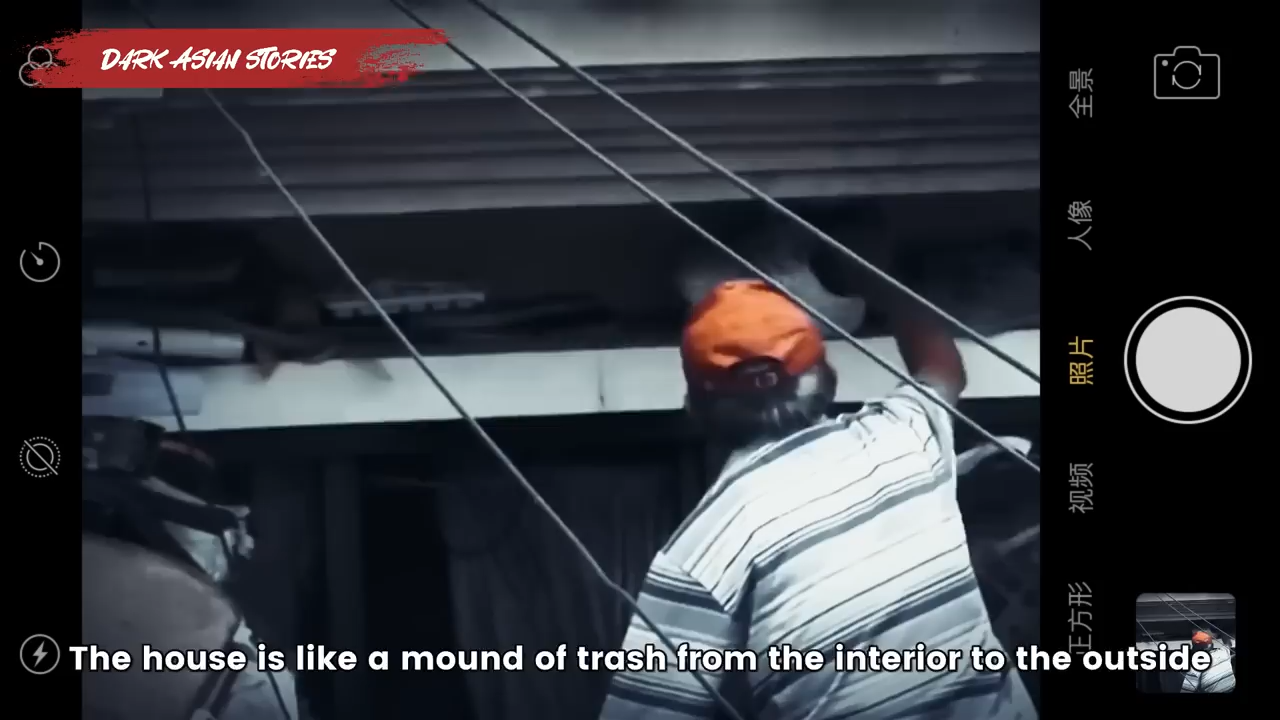 DARK ASIAN STORIES
全景
人像
照片
视频
正方形
The house is like a mound of trash from the interior to the outside